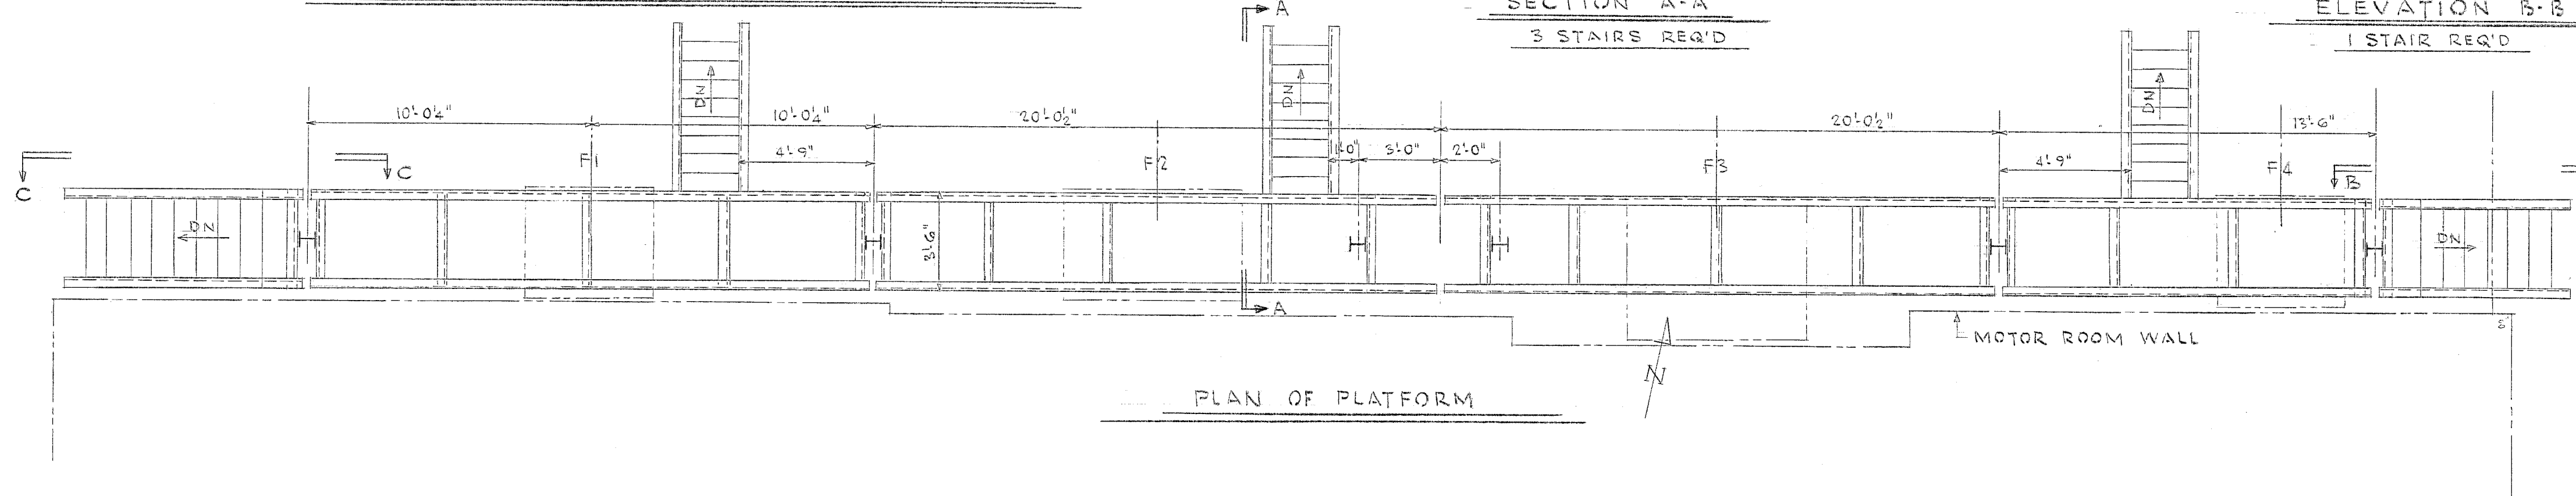 A
SECTION A-A
3 STAIRS REQ'D
ELEVATION B-B
1 STAIR REQ'D
DN
DN
DN
10'-0¼"
10'-0¼"
20'-0½"
20'-0½"
13'-6"
4'-9"
1'-0"
3'-0"
2'-0"
4'-9"
F1
F2
F3
F4
C
C
B
DN
3'-6"
DN
A
MOTOR ROOM WALL
N
PLAN OF PLATFORM